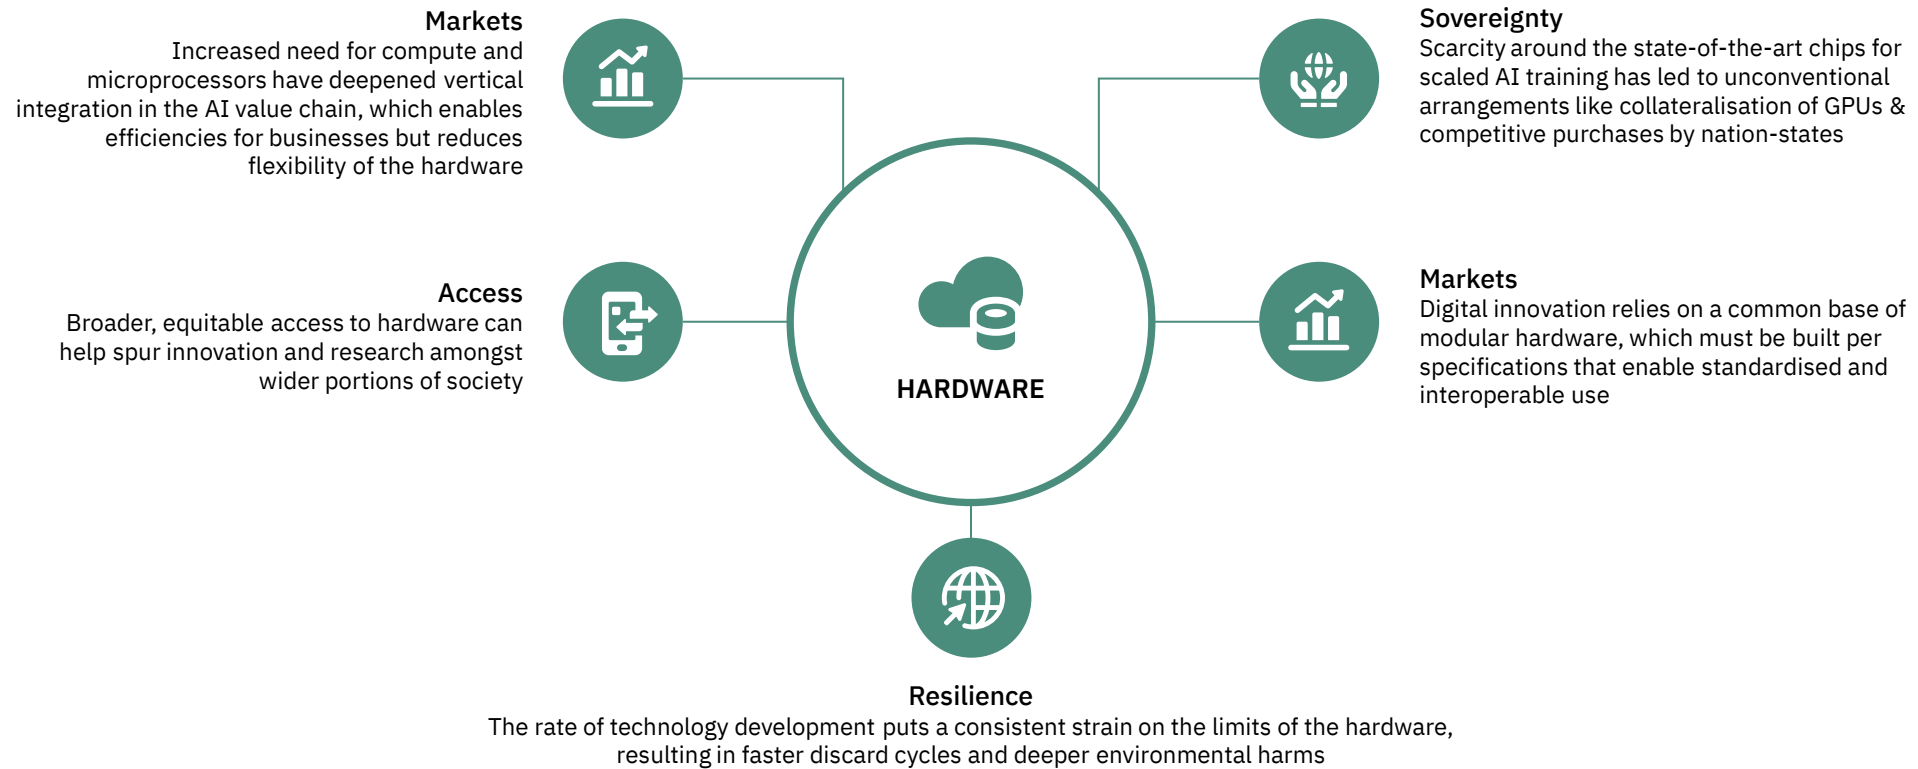 Markets
Increased need for compute and
microprocessors have deepened vertical
integration in the AI value chain, which enables
efficiencies for businesses but reduces
flexibility of the hardware
Access
Broader, equitable access to hardware can
help spur innovation and research amongst
wider portions of society
HARDWARE
Sovereignty
Scarcity around the state-of-the-art chips for
scaled AI training has led to unconventional
arrangements like collateralisation of GPUs &
competitive purchases by nation-states
Markets
Digital innovation relies on a common base of
modular hardware, which must be built per
specifications that enable standardised and
interoperable use
Resilience
The rate of technology development puts a consistent strain on the limits of the hardware,
resulting in faster discard cycles and deeper environmental harms